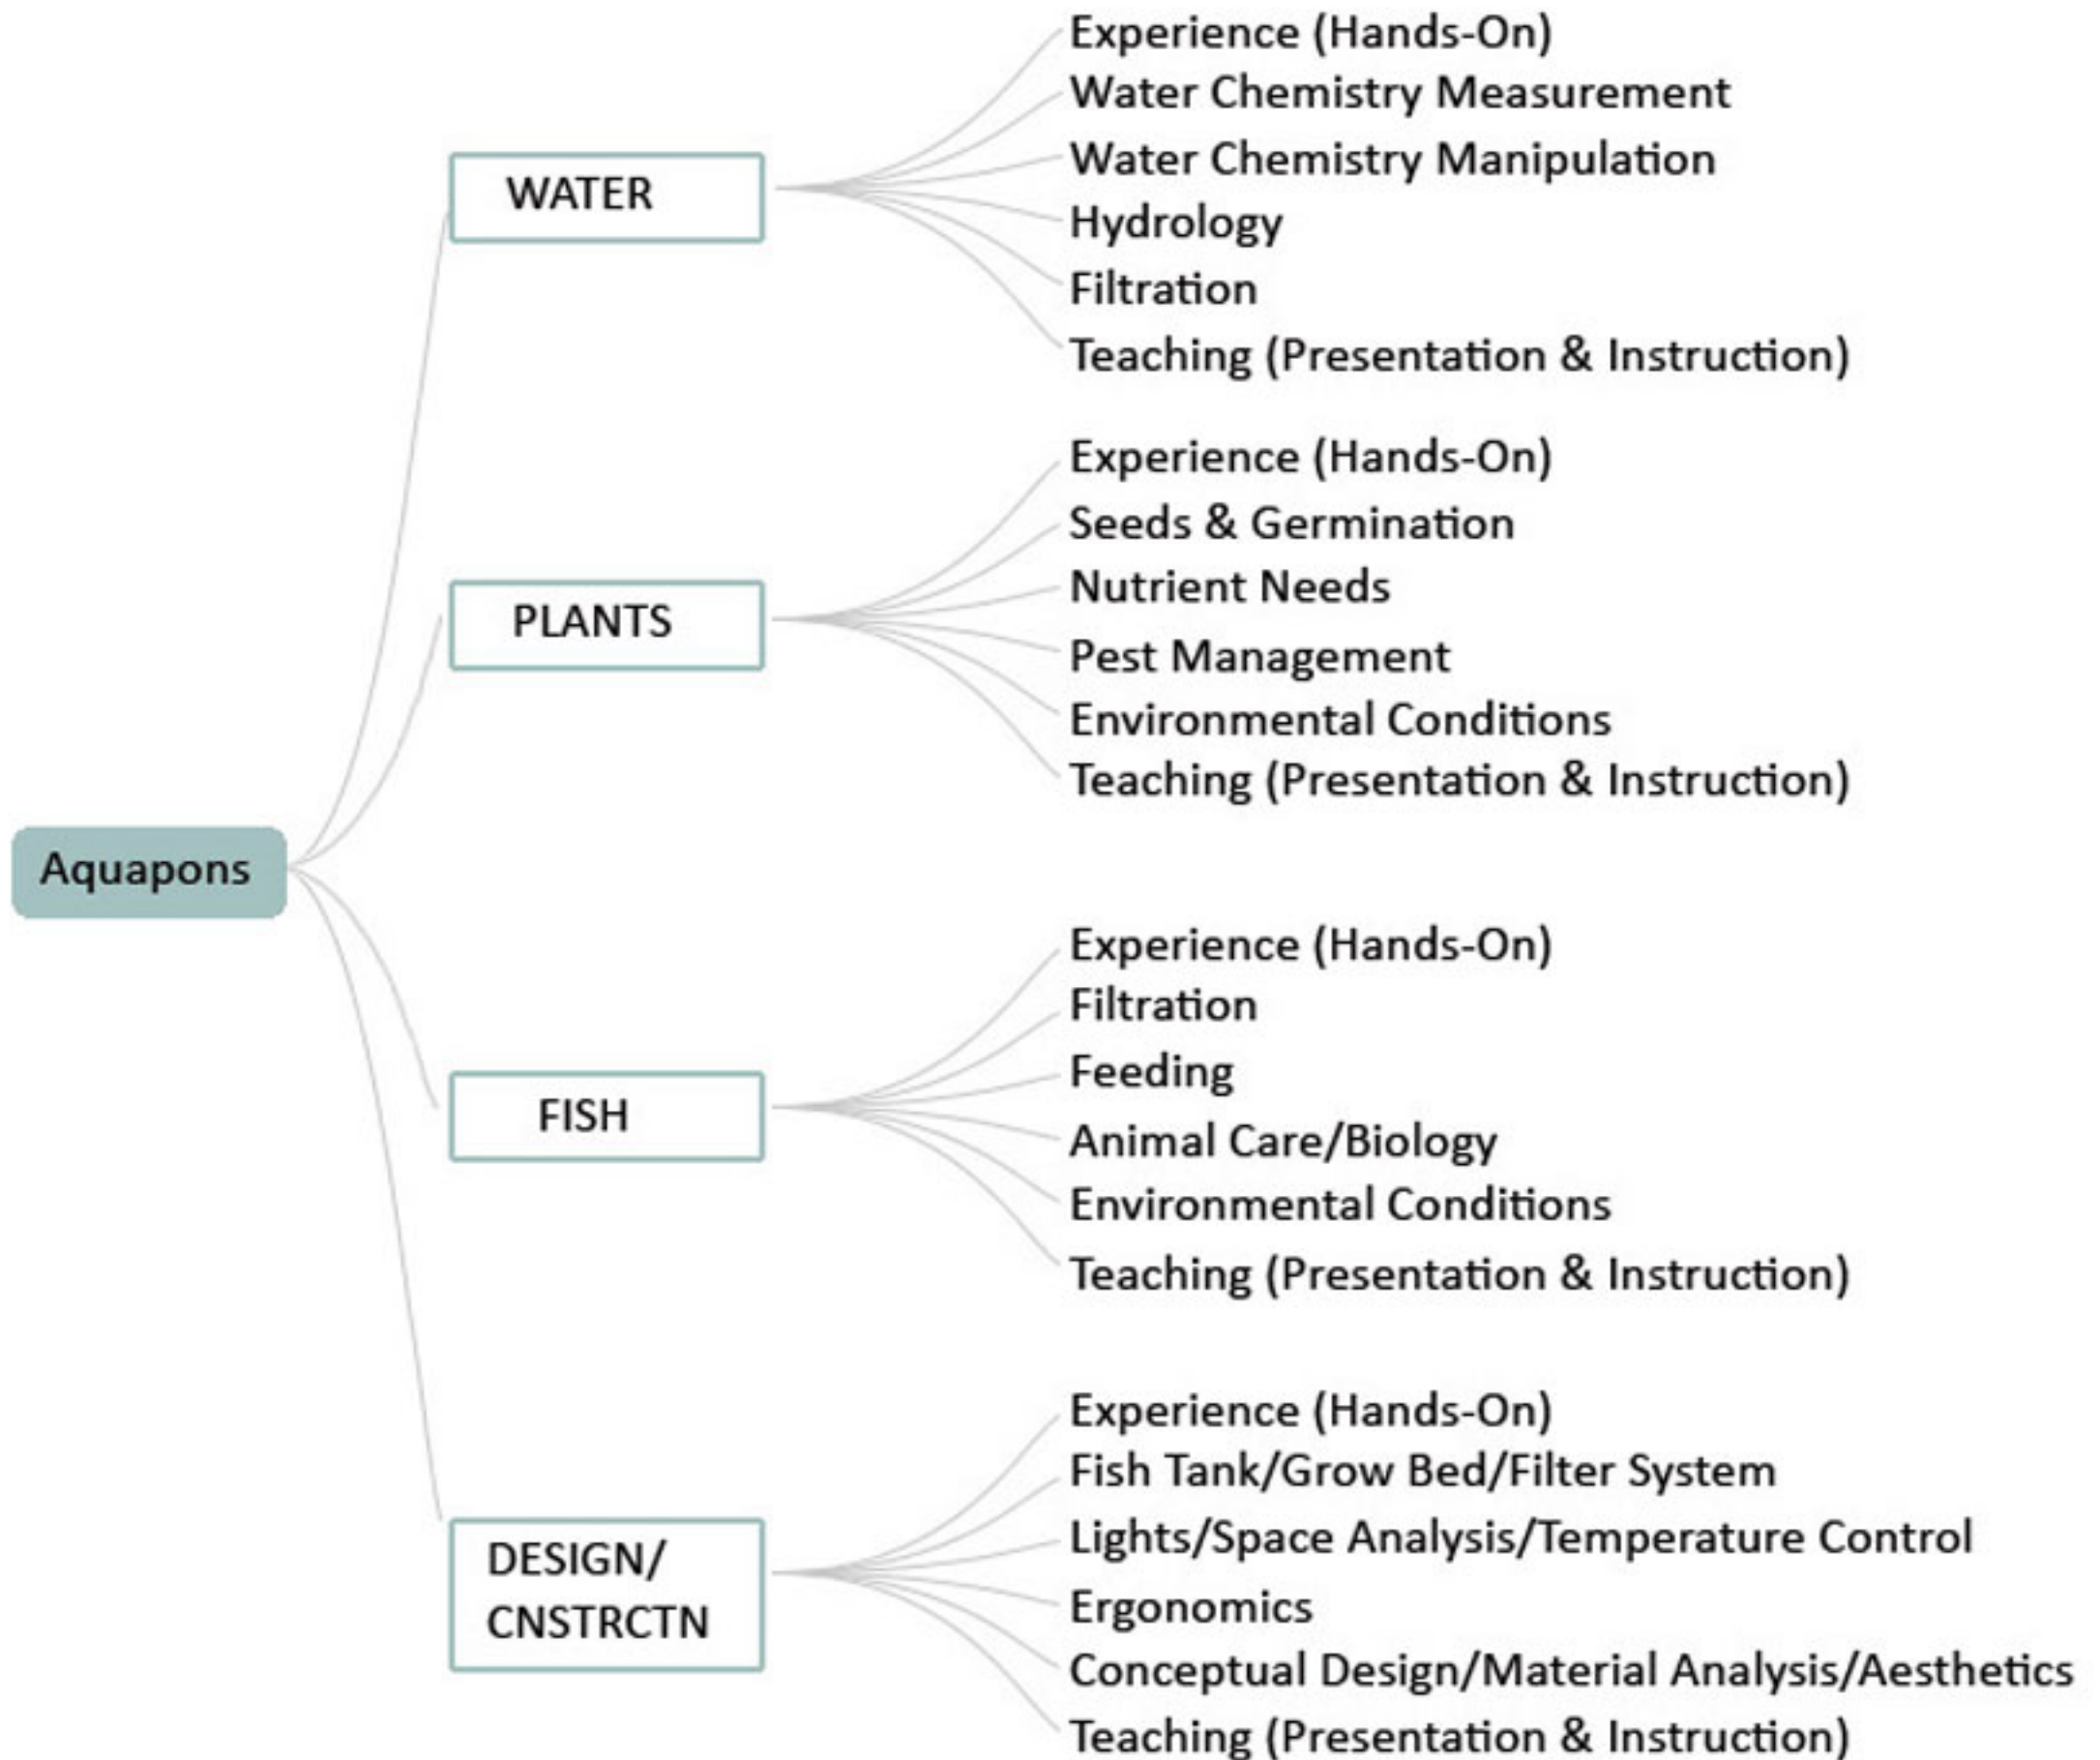 Aquapons
WATER
Experience (Hands-On)
Water Chemistry Measurement
Water Chemistry Manipulation
Hydrology
Filtration
Teaching (Presentation & Instruction)
PLANTS
Experience (Hands-On)
Seeds & Germination
Nutrient Needs
Pest Management
Environmental Conditions
Teaching (Presentation & Instruction)
FISH
Experience (Hands-On)
Filtration
Feeding
Animal Care/Biology
Environmental Conditions
Teaching (Presentation & Instruction)
DESIGN/
CNSTRCTN
Experience (Hands-On)
Fish Tank/Grow Bed/Filter System
Lights/Space Analysis/Temperature Control
Ergonomics
Conceptual Design/Material Analysis/Aesthetics
Teaching (Presentation & Instruction)